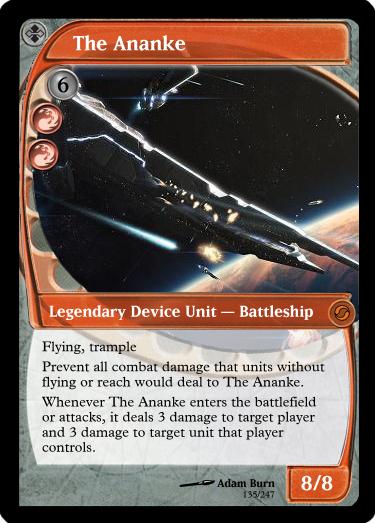 The Ananke
6
Legendary Device Unit — Battleship
Flying, trample
Prevent all combat damage that units without
flying or reach would deal to The Ananke.
Whenever The Ananke enters the battlefield
or attacks, it deals 3 damage to target player
and 3 damage to target unit that player
controls.
Adam Burn
135/247
8/8